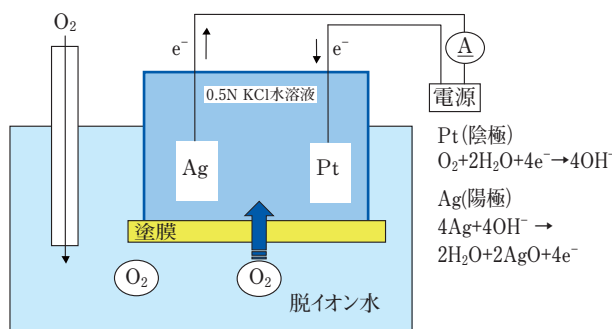 O₂
e⁻
e⁻
A
電源
0.5N KCl水溶液
Ag
Pt
Pt(陰極)
O₂+2H₂O+4e⁻→4OH⁻
Ag(陽極)
4Ag+4OH⁻ →
2H₂O+2AgO+4e⁻
塗膜
O₂
O₂
脱イオン水